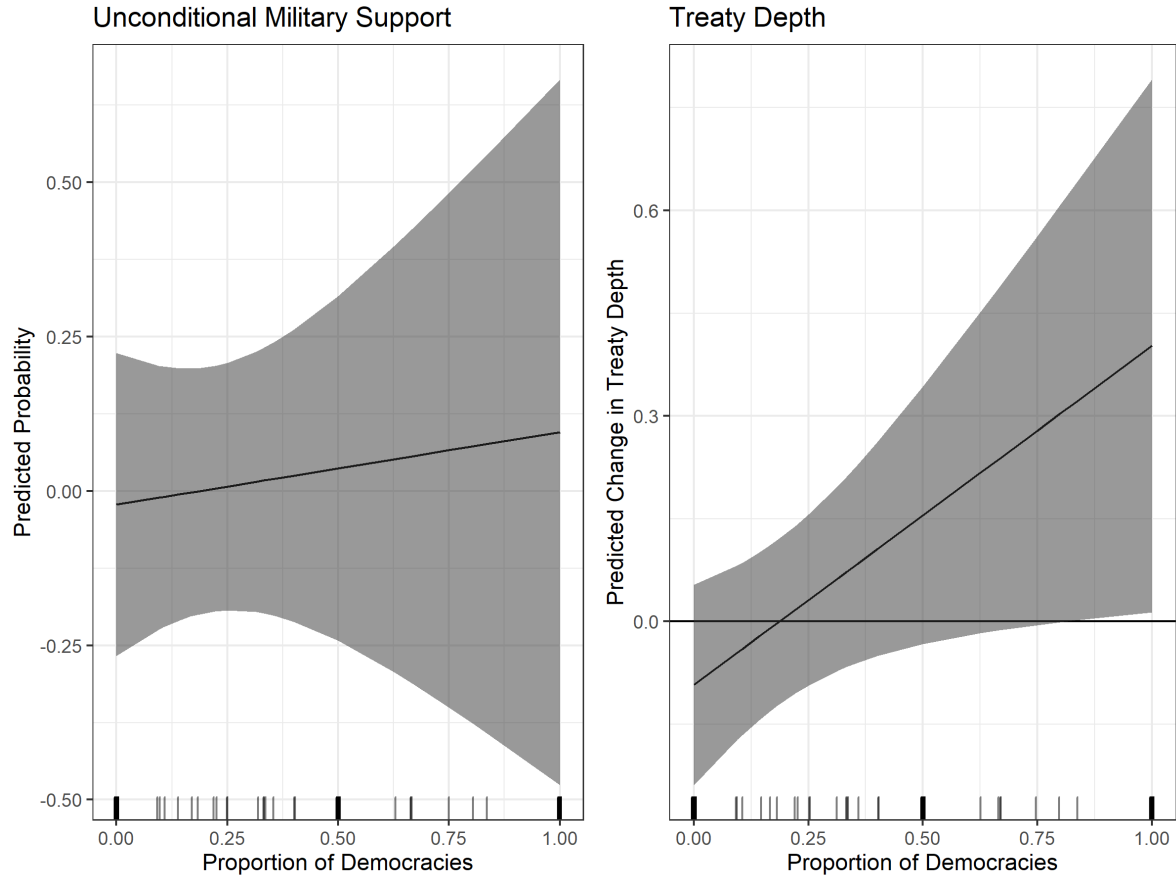 Unconditional Military Support
Predicted Probability
0.50
0.25
0.00
-0.25
-0.50
0.00 0.25 0.50 0.75 1.00
Proportion of Democracies
Treaty Depth
Predicted Change in Treaty Depth
0.6
0.3
0.0
0.00 0.25 0.50 0.75 1.00
Proportion of Democracies